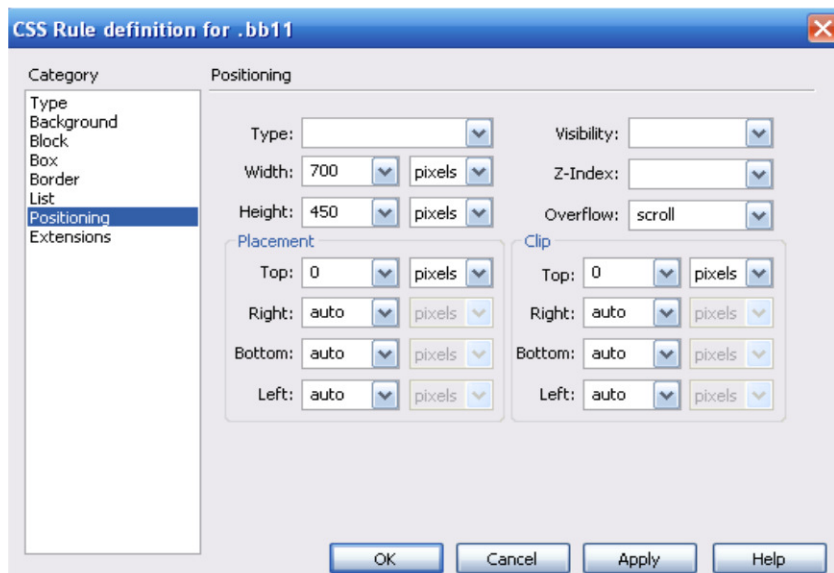 CSS Rule definition for .bb11
Category
Positioning
Type
Background
Block
Box
Border
List
Positioning
Extensions
Type: Visibility:
Width: 700 pixels Z-Index:
Height: 450 pixels Overflow: scroll
Placement Clip
Top: 0 pixels Top: 0 pixels
Right: auto pixels Right: auto pixels
Bottom: auto pixels Bottom: auto pixels
Left: auto pixels Left: auto pixels
OK Cancel Apply Help